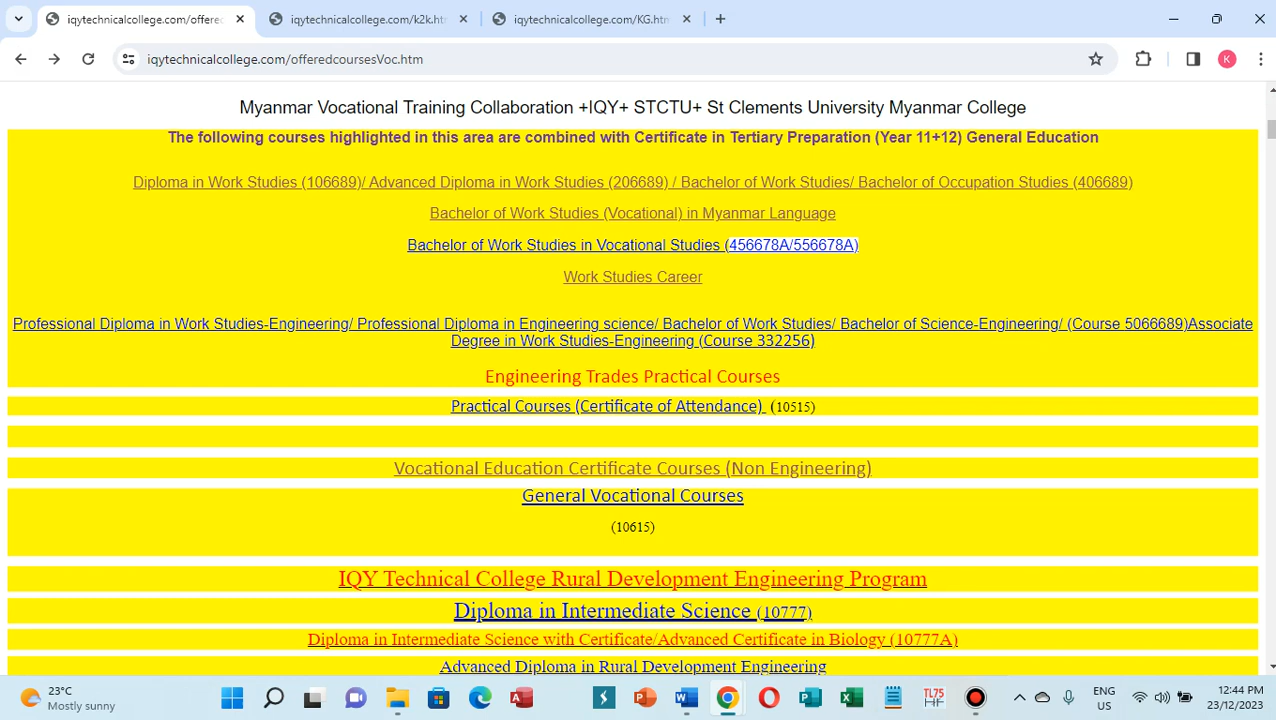 iqytechnicalcollege.com/offered
iqytechnicalcollege.com/k2k.ht
iqytechnicalcollege.com/KG.htm
iqytechnicalcollege.com/offeredcoursesVoc.htm
K
Myanmar Vocational Training Collaboration +IQY+ STCTU+ St Clements University Myanmar College
The following courses highlighted in this area are combined with Certificate in Tertiary Preparation (Year 11+12) General Education
Diploma in Work Studies (106689)/ Advanced Diploma in Work Studies (206689) / Bachelor of Work Studies/ Bachelor of Occupation Studies (406689)
Bachelor of Work Studies (Vocational) in Myanmar Language
Bachelor of Work Studies in Vocational Studies (456678A/556678A)
Work Studies Career
Professional Diploma in Work Studies-Engineering/ Professional Diploma in Engineering science/ Bachelor of Work Studies/ Bachelor of Science-Engineering/ (Course 5066689)Associate
Degree in Work Studies-Engineering (Course 332256)
Engineering Trades Practical Courses
Practical Courses (Certificate of Attendance) (10515)
Vocational Education Certificate Courses (Non Engineering)
General Vocational Courses
(10615)
IQY Technical College Rural Development Engineering Program
Diploma in Intermediate Science (10777)
Diploma in Intermediate Science with Certificate/Advanced Certificate in Biology (10777A)
Advanced Diploma in Rural Development Engineering
23°C
Mostly sunny
TL75
ENG
US
12:44 PM
23/12/2023